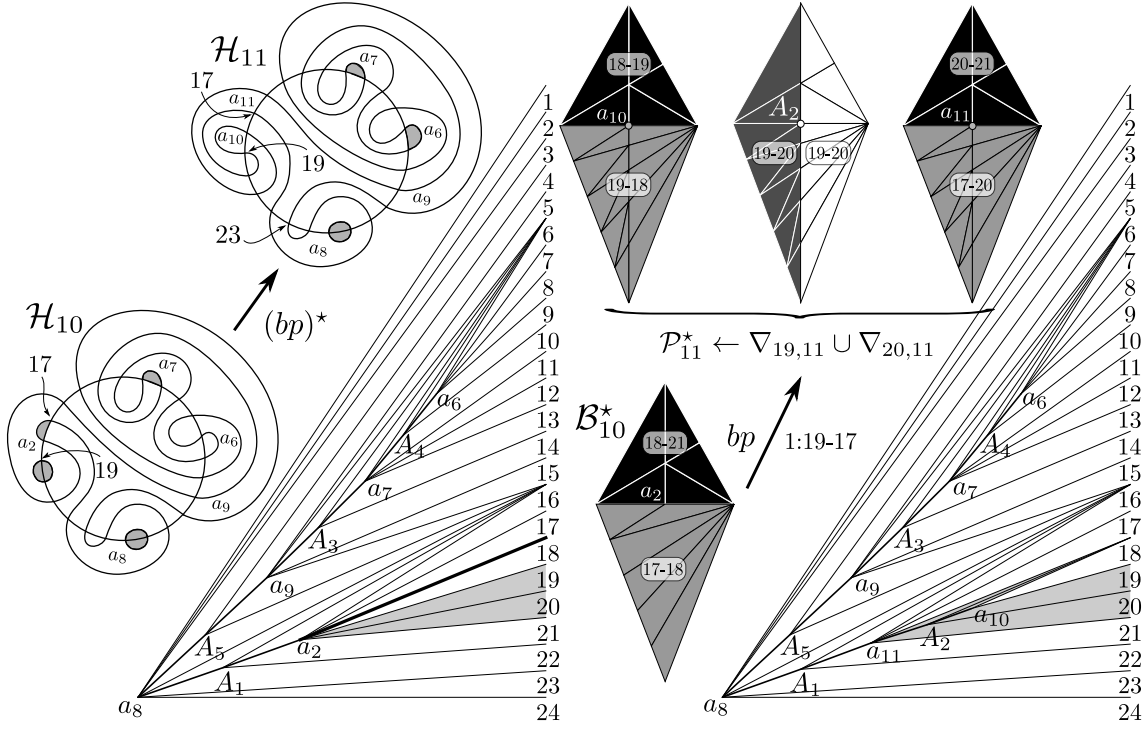 ℋ₁₁
17
a₁₁
a₁₀
19
a₇
a₆
a₉
23
a₈
(bp)⋆
ℋ₁₀
17
a₇
a₂
19
a₆
a₉
a₈
1
2
3
4
5
6
7
8
9
10
11
12
13
14
15
16
17
18
19
20
21
22
23
24
a₆
A₄
a₇
A₃
a₉
A₅
a₂
A₁
a₈
18-19
a₁₀
19-18
A₂
19-20
19-20
20-21
a₁₁
17-20
𝒫⋆₁₁ ← ∇₁₉,₁₁ ∪ ∇₂₀,₁₁
ℬ⋆₁₀
bp
1:19-17
18-21
a₂
17-18
1
2
3
4
5
6
7
8
9
10
11
12
13
14
15
16
17
18
19
20
21
22
23
24
a₆
A₄
a₇
A₃
a₉
a₁₀
A₂
A₅
a₁₁
A₁
a₈